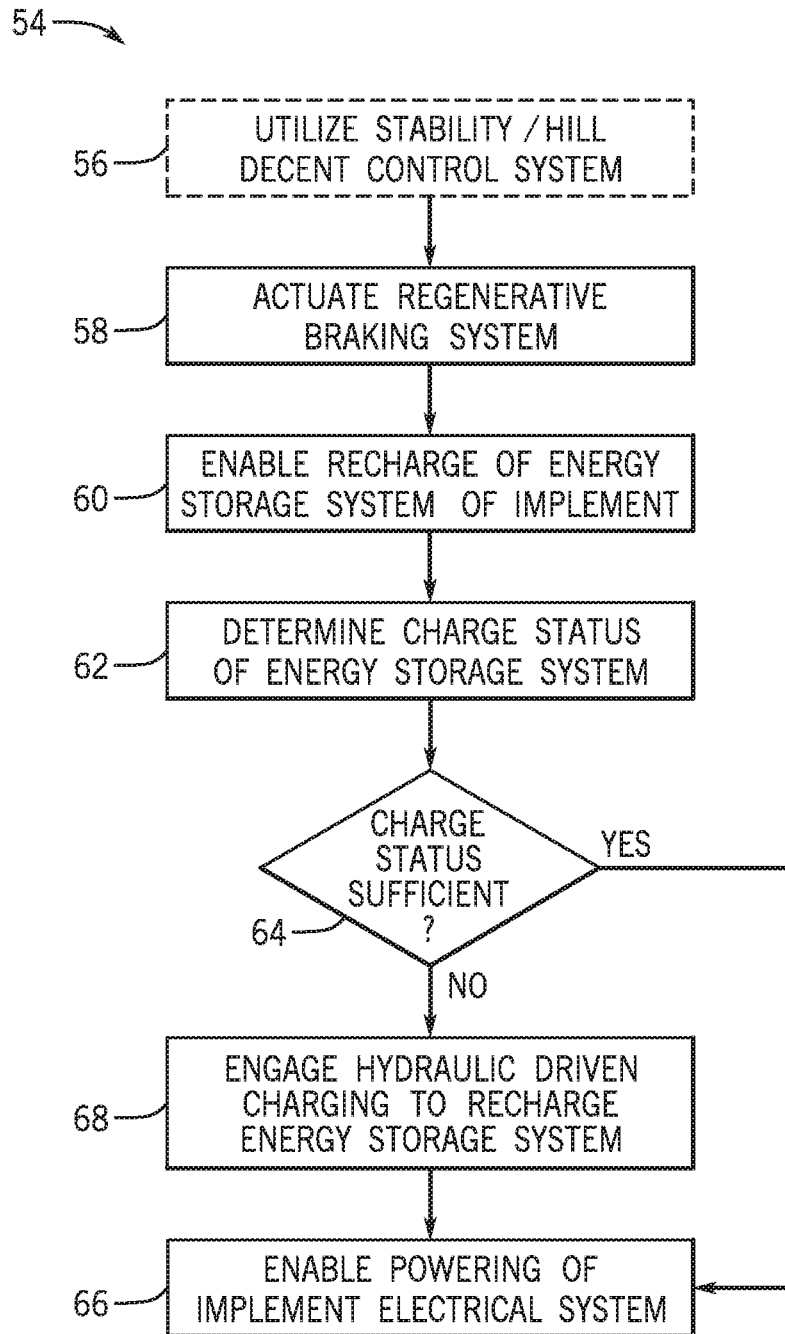 54
UTILIZE STABILITY / HILL
DECENT CONTROL SYSTEM
56
ACTUATE REGENERATIVE
BRAKING SYSTEM
58
ENABLE RECHARGE OF ENERGY
STORAGE SYSTEM OF IMPLEMENT
60
DETERMINE CHARGE STATUS
OF ENERGY STORAGE SYSTEM
62
CHARGE
STATUS
SUFFICIENT
?
YES
64
NO
ENGAGE HYDRAULIC DRIVEN
CHARGING TO RECHARGE
ENERGY STORAGE SYSTEM
68
ENABLE POWERING OF
IMPLEMENT ELECTRICAL SYSTEM
66